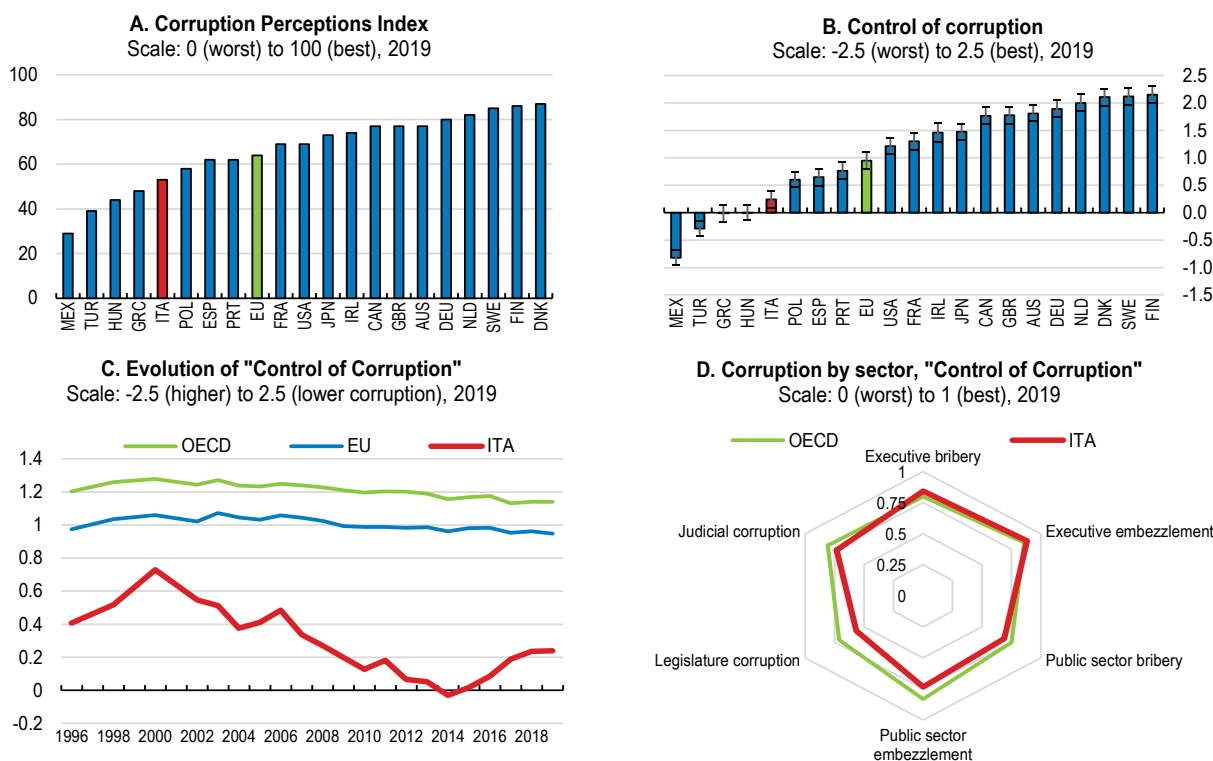 A. Corruption Perceptions Index
Scale: 0 (worst) to 100 (best), 2019
100
80
60
40
20
0
MEX
TUR
HUN
GRC
ITA
POL
ESP
PRT
EU
FRA
USA
JPN
IRL
CAN
GBR
AUS
DEU
NLD
SWE
FIN
DNK
B. Control of corruption
Scale: -2.5 (worst) to 2.5 (best), 2019
2.5
2.0
1.5
1.0
0.5
0.0
-0.5
-1.0
-1.5
MEX
TUR
GRC
HUN
ITA
POL
ESP
PRT
EU
USA
FRA
IRL
JPN
CAN
GBR
AUS
DEU
NLD
DNK
SWE
FIN
C. Evolution of "Control of Corruption"
Scale: -2.5 (higher) to 2.5 (lower corruption), 2019
OECD EU ITA
1.4
1.2
1
0.8
0.6
0.4
0.2
0
-0.2
1996 1998 2000 2002 2004 2006 2008 2010 2012 2014 2016 2018
D. Corruption by sector, "Control of Corruption"
Scale: 0 (worst) to 1 (best), 2019
OECD ITA
Executive bribery
1
0.75
0.5
0.25
0
Executive embezzlement
Public sector bribery
Public sector
embezzlement
Legislature corruption
Judicial corruption